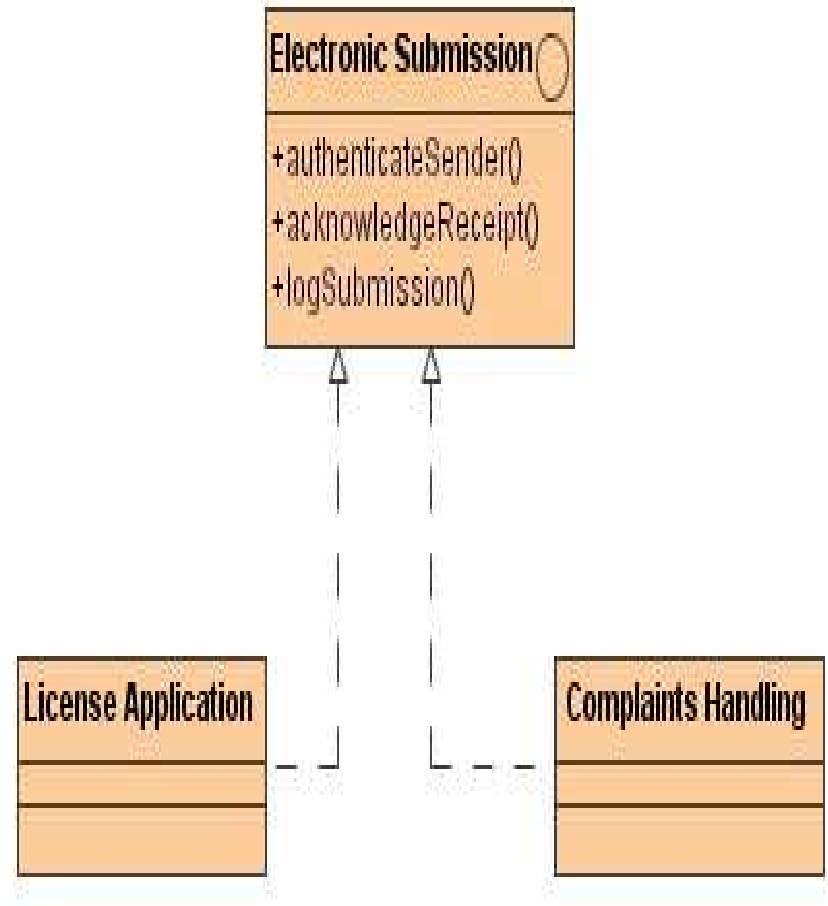 Electronic Submission
+authenticateSender()
+acknowledgeReceipt()
+logSubmission()
License Application
Complaints Handling